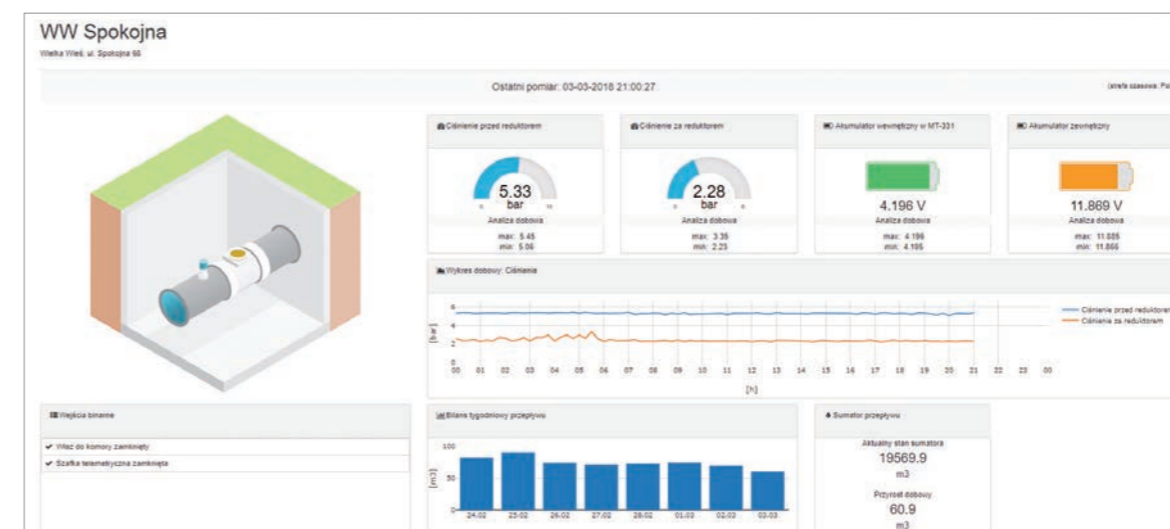 WW Spokojna
Wielka Wieś, ul. Spokojna 66
Ostatni pomiar: 03-03-2018 21:00:27
(strefa czasowa: Po
Ciśnienie przed reduktorem
5.33
bar
0 10
Analiza dobowa
max: 5.45
min: 5.06
Ciśnienie za reduktorem
2.28
bar
Analiza dobowa
max: 3.35
min: 2.23
Akumulator wewnętrzny w MT-331
4.196 V
Analiza dobowa
max: 4.196
min: 4.195
Akumulator zewnętrzny
11.869 V
Analiza dobowa
max: 11.885
min: 11.866
Wykres dobowy: Ciśnienia
[bar]
6
4
2
0
00 01 02 03 04 05 06 07 08 09 10 11 12 13 14 15 16 17 18 19 20 21 22 23 00
[h]
Ciśnienie przed reduktorem
Ciśnienie za reduktorem
Wejścia binarne
Właz do komory zamknięty
Szafka telemetryczna zamknięta
Bilans tygodniowy przepływu
[m3]
100
50
0
24.02 25.02 26.02 27.02 28.02 01.03 02.03 03.03
Sumator przepływu
Aktualny stan sumatora
19569.9
m3
Przyrost dobowy
60.9
m3